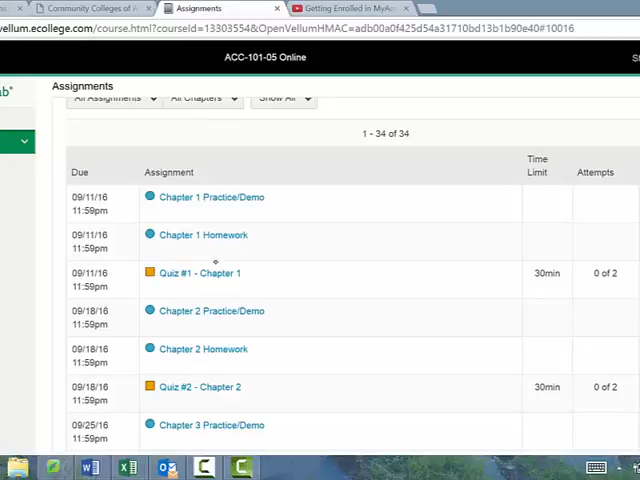 Community Colleges of A
Assignments
Getting Enrolled in MyAc
vellum.ecollege.com/course.html?courseId=13303554&OpenVellumHMAC=adb00a0f425d54a31710bd13b1b90e40#10016
ACC-101-05 Online
St
ab®
Assignments
All Assignments
All Chapters
Show All
1 - 34 of 34
Due
Assignment
Time
Limit
Attempts
09/11/16
11:59pm
Chapter 1 Practice/Demo
09/11/16
11:59pm
Chapter 1 Homework
09/11/16
11:59pm
Quiz #1 - Chapter 1
30min
0 of 2
09/18/16
11:59pm
Chapter 2 Practice/Demo
09/18/16
11:59pm
Chapter 2 Homework
09/18/16
11:59pm
Quiz #2 - Chapter 2
30min
0 of 2
09/25/16
11:59pm
Chapter 3 Practice/Demo